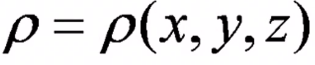 ρ = ρ(x, y, z)